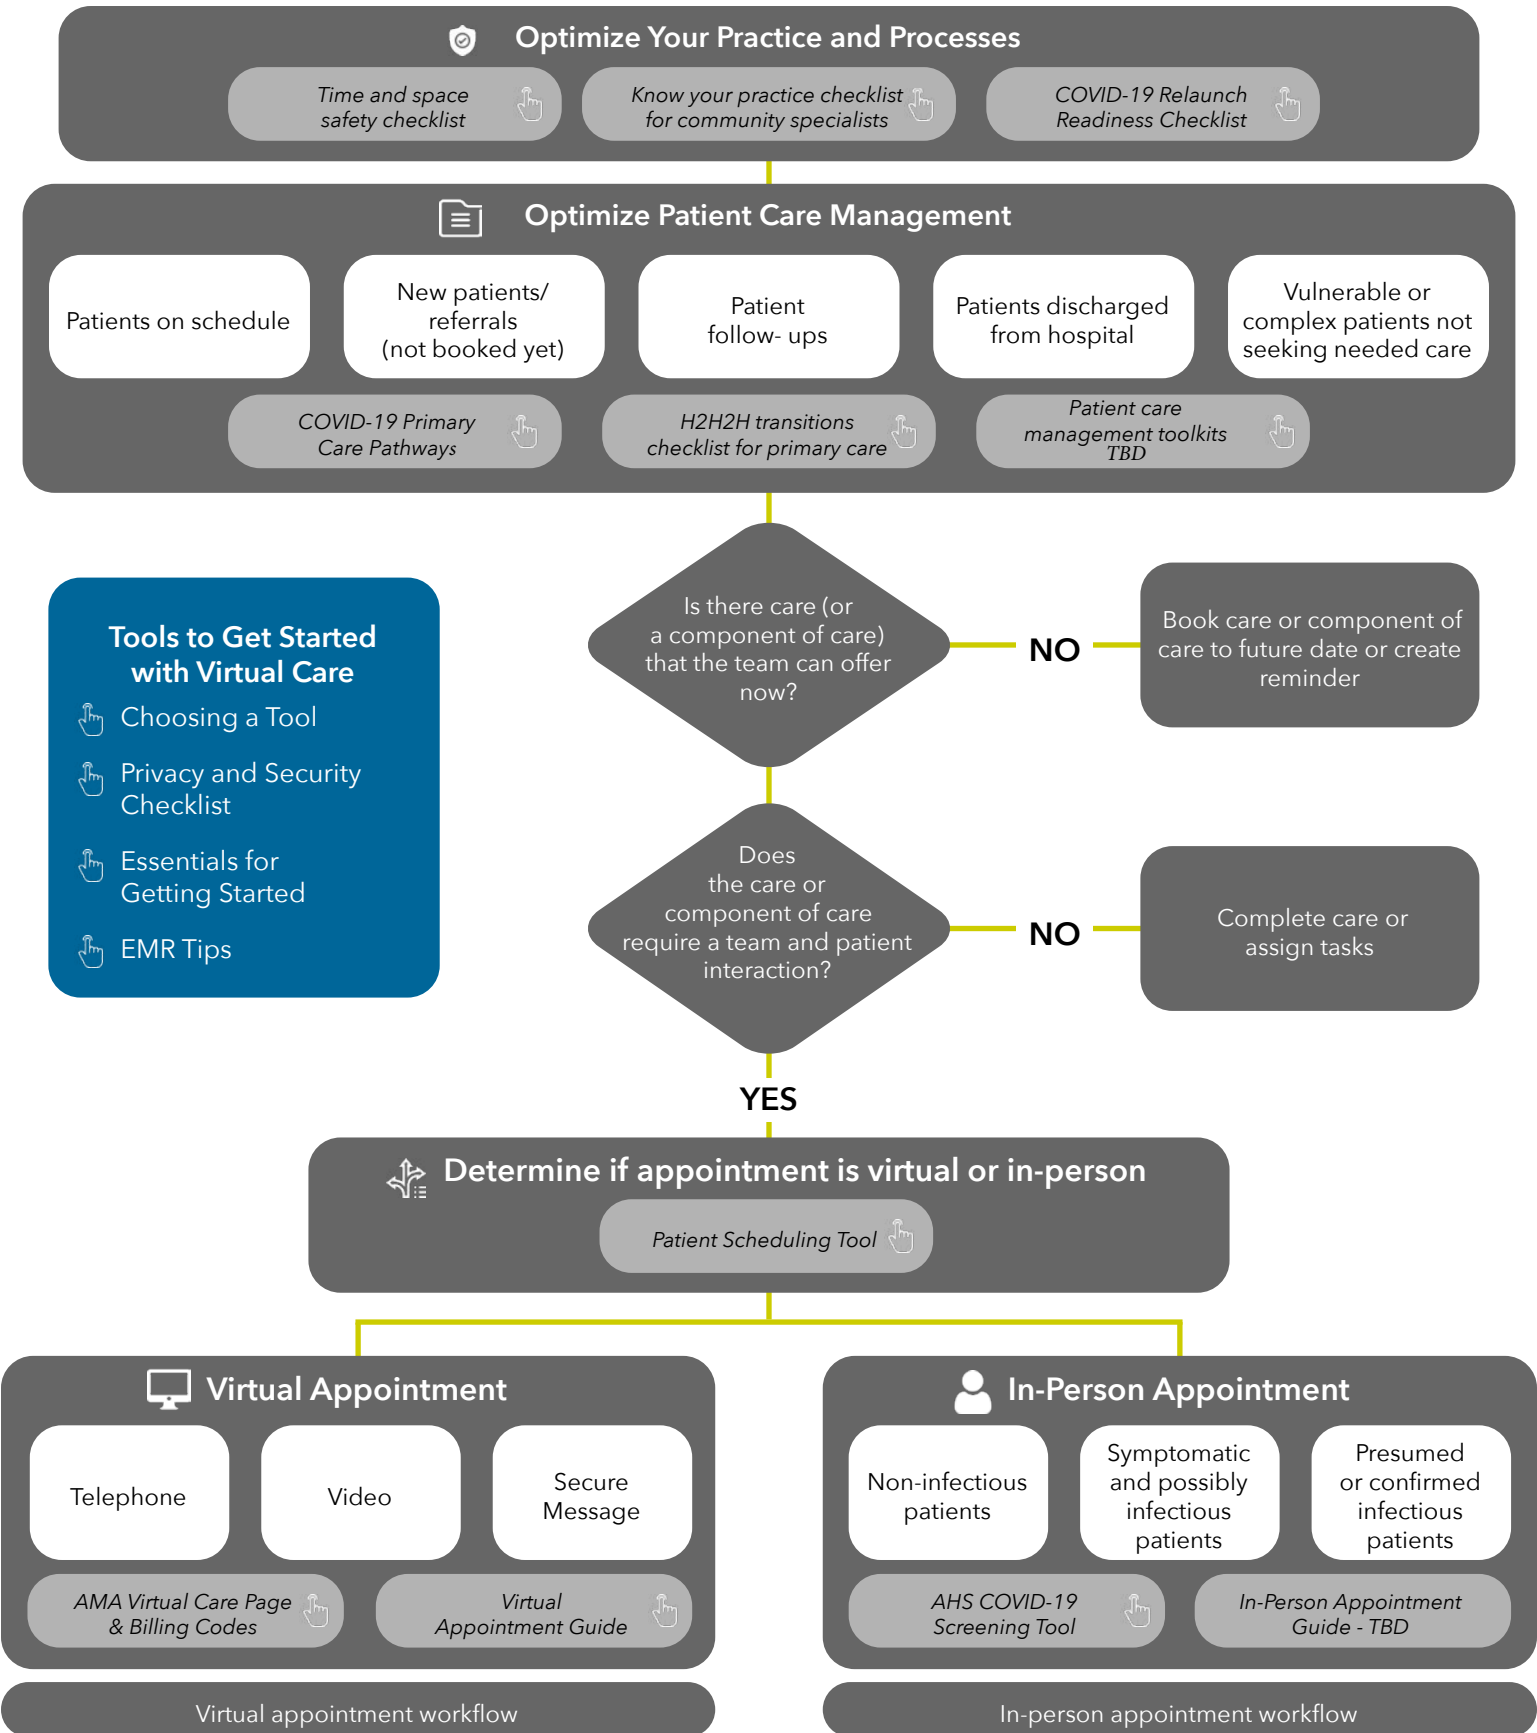 Optimize Your Practice and Processes
Time and space
safety checklist
Know your practice checklist
for community specialists
COVID-19 Relaunch
Readiness Checklist
Optimize Patient Care Management
Patients on schedule
New patients/
referrals
(not booked yet)
Patient
follow- ups
Patients discharged
from hospital
Vulnerable or
complex patients not
seeking needed care
COVID-19 Primary
Care Pathways
H2H2H transitions
checklist for primary care
Patient care
management toolkits
TBD
Is there care (or
a component of care)
that the team can offer
now?
NO
Book care or component of
care to future date or create
reminder
Tools to Get Started
with Virtual Care
Choosing a Tool
Privacy and Security
Checklist
Essentials for
Getting Started
EMR Tips
Does
the care or
component of care
require a team and patient
interaction?
NO
Complete care or
assign tasks
YES
Determine if appointment is virtual or in-person
Patient Scheduling Tool
Virtual Appointment
Telephone
Video
Secure
Message
AMA Virtual Care Page
& Billing Codes
Virtual
Appointment Guide
Virtual appointment workflow
In-Person Appointment
Non-infectious
patients
Symptomatic
and possibly
infectious
patients
Presumed
or confirmed
infectious
patients
AHS COVID-19
Screening Tool
In-Person Appointment
Guide - TBD
In-person appointment workflow